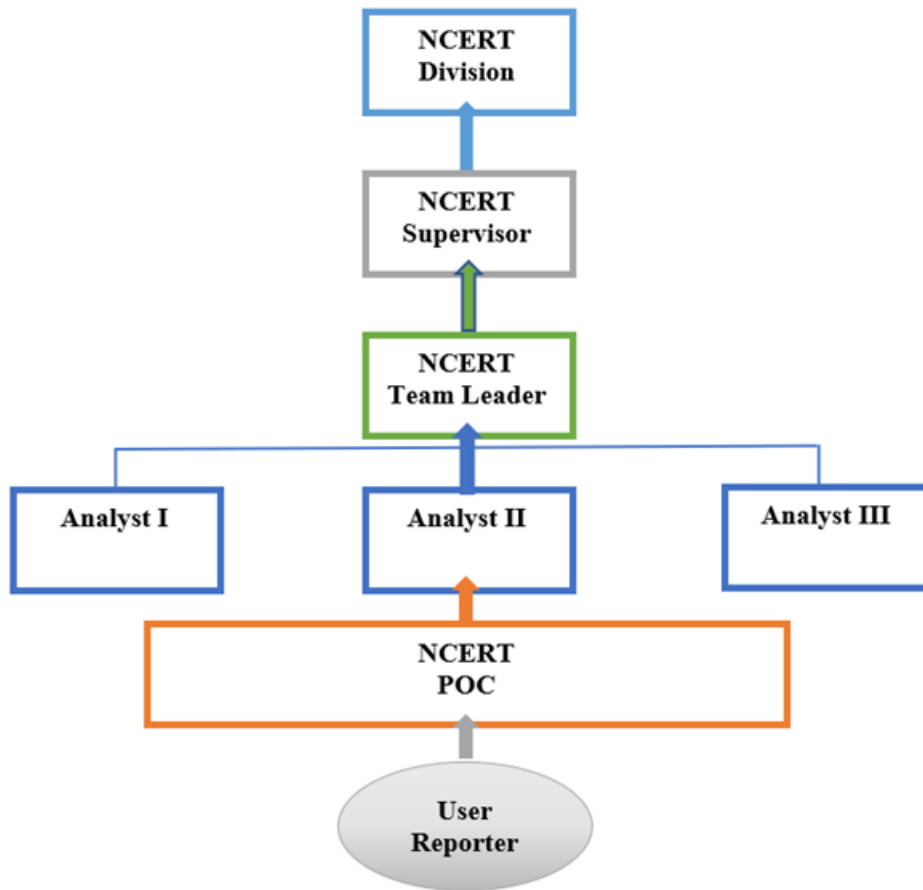 NCERT
Division
NCERT
Supervisor
NCERT
Team Leader
Analyst I
Analyst II
Analyst III
NCERT
POC
User
Reporter